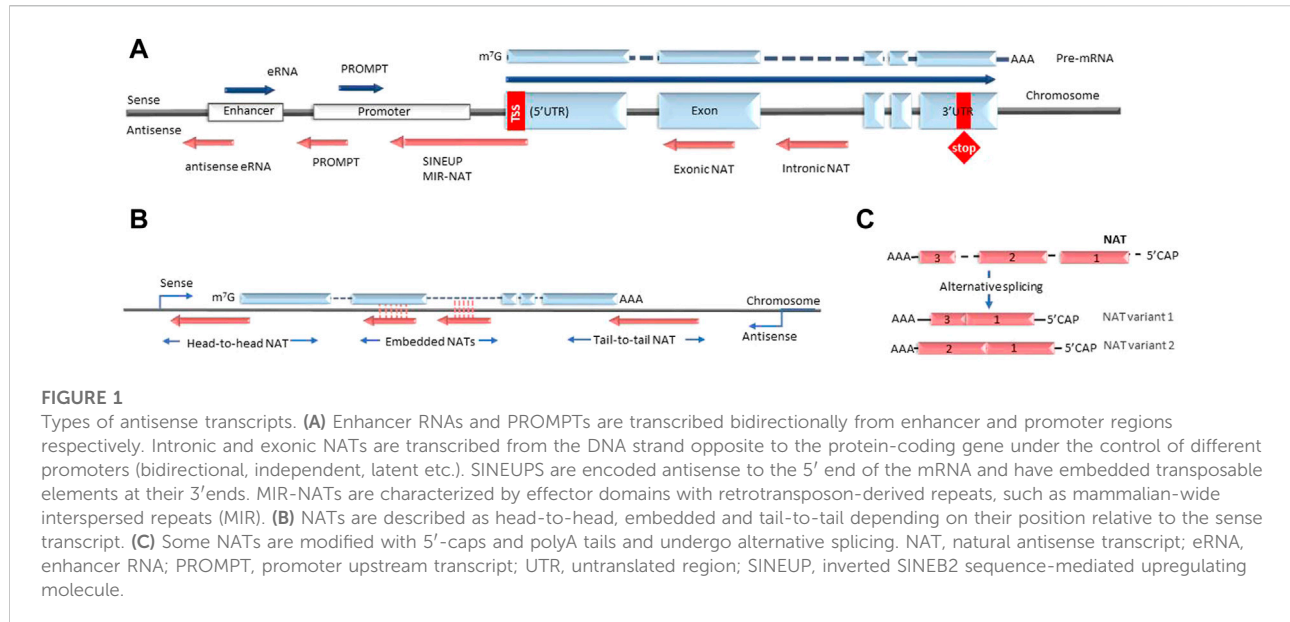 A
eRNA
PROMPT
m⁷G
AAA
Pre-mRNA
Sense
Enhancer
Promoter
TSS
(5'UTR)
Exon
3'UTR
Chromosome
Antisense
antisense eRNA
PROMPT
SINEUP
MIR-NAT
Exonic NAT
Intronic NAT
stop
B
Sense
m⁷G
AAA
Chromosome
Head-to-head NAT
Embedded NATs
Tail-to-tail NAT
Antisense
C
NAT
AAA 3 2 1 5'CAP
Alternative splicing
AAA 3 1 5'CAP NAT variant 1
AAA 2 1 5'CAP NAT variant 2
FIGURE 1
Types of antisense transcripts. (A) Enhancer RNAs and PROMPTs are transcribed bidirectionally from enhancer and promoter regions
respectively. Intronic and exonic NATs are transcribed from the DNA strand opposite to the protein-coding gene under the control of different
promoters (bidirectional, independent, latent etc.). SINEUPS are encoded antisense to the 5′ end of the mRNA and have embedded transposable
elements at their 3′ends. MIR-NATs are characterized by effector domains with retrotransposon-derived repeats, such as mammalian-wide
interspersed repeats (MIR). (B) NATs are described as head-to-head, embedded and tail-to-tail depending on their position relative to the sense
transcript. (C) Some NATs are modified with 5′-caps and polyA tails and undergo alternative splicing. NAT, natural antisense transcript; eRNA,
enhancer RNA; PROMPT, promoter upstream transcript; UTR, untranslated region; SINEUP, inverted SINEB2 sequence-mediated upregulating
molecule.